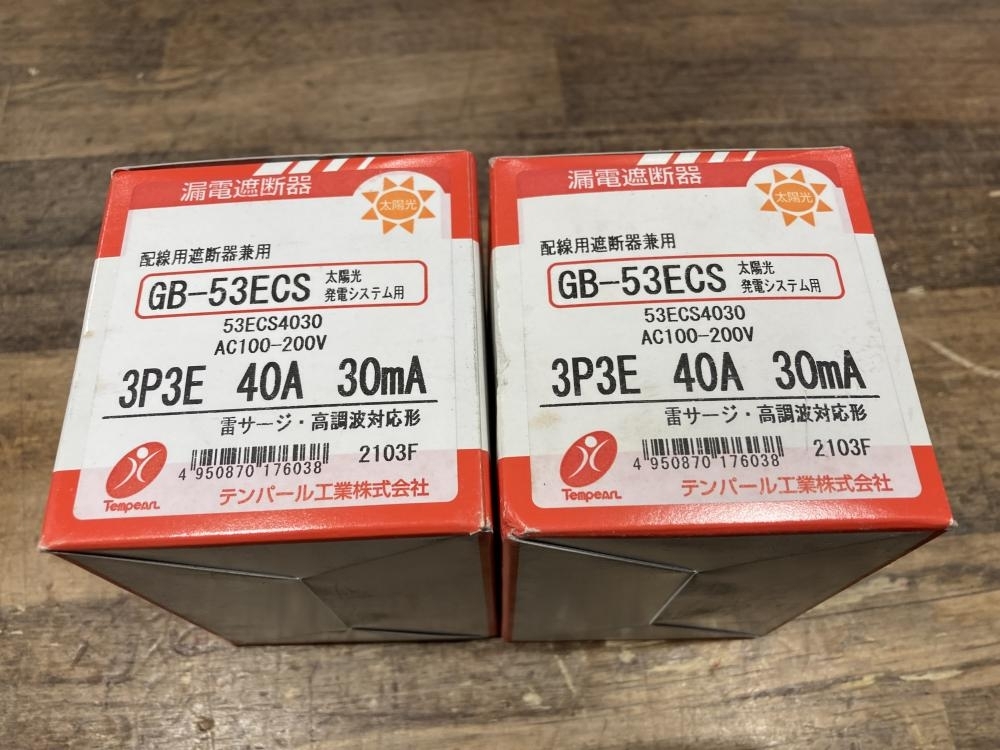 漏電遮断器
太陽光
配線用遮断器兼用
GB-53ECS 太陽光
発電システム用
53ECS4030
AC100-200V
3P3E 40A 30mA
雷サージ・高調波対応形
4 950870 176038 2103F
Tempearl テンパール工業株式会社
漏電遮断器
太陽光
配線用遮断器兼用
GB-53ECS 太陽光
発電システム用
53ECS4030
AC100-200V
3P3E 40A 30mA
雷サージ・高調波対応形
4 950870 176038 2103F
Tempearl テンパール工業株式会社